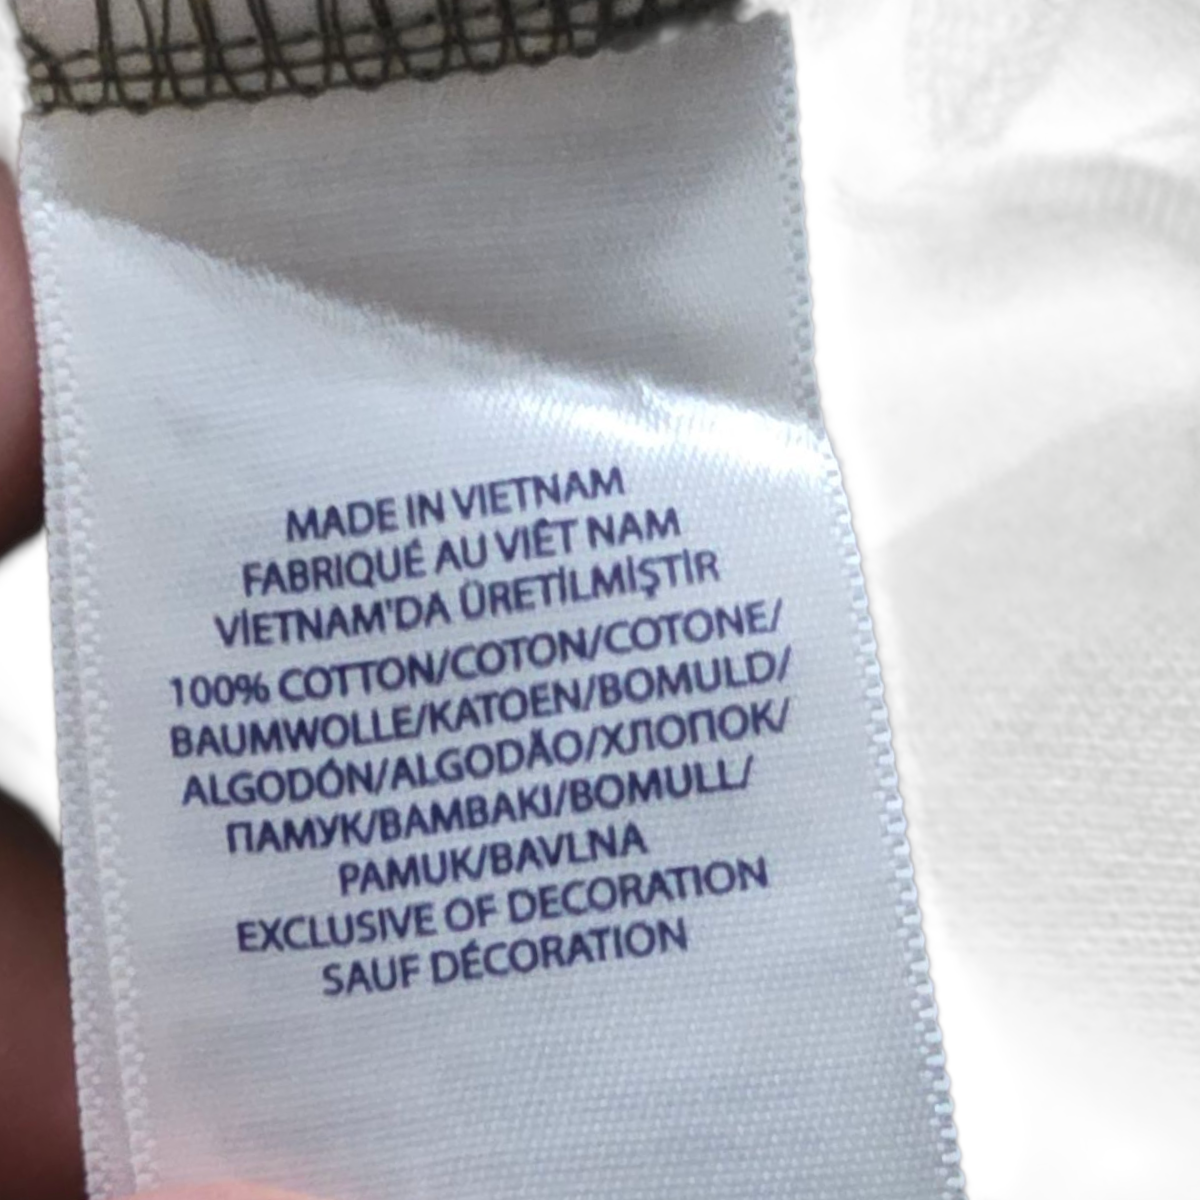 MADE IN VIETNAM
FABRIQUÉ AU VIÊT NAM
VİETNAM'DA ÜRETİLMİŞTİR
100% COTTON/COTON/COTONE/
BAUMWOLLE/KATOEN/BOMULD/
ALGODÓN/ALGODÃO/ХЛОПОК/
ПАМУК/BAMBAKI/BOMULL/
PAMUK/BAVLNA
EXCLUSIVE OF DECORATION
SAUF DÉCORATION